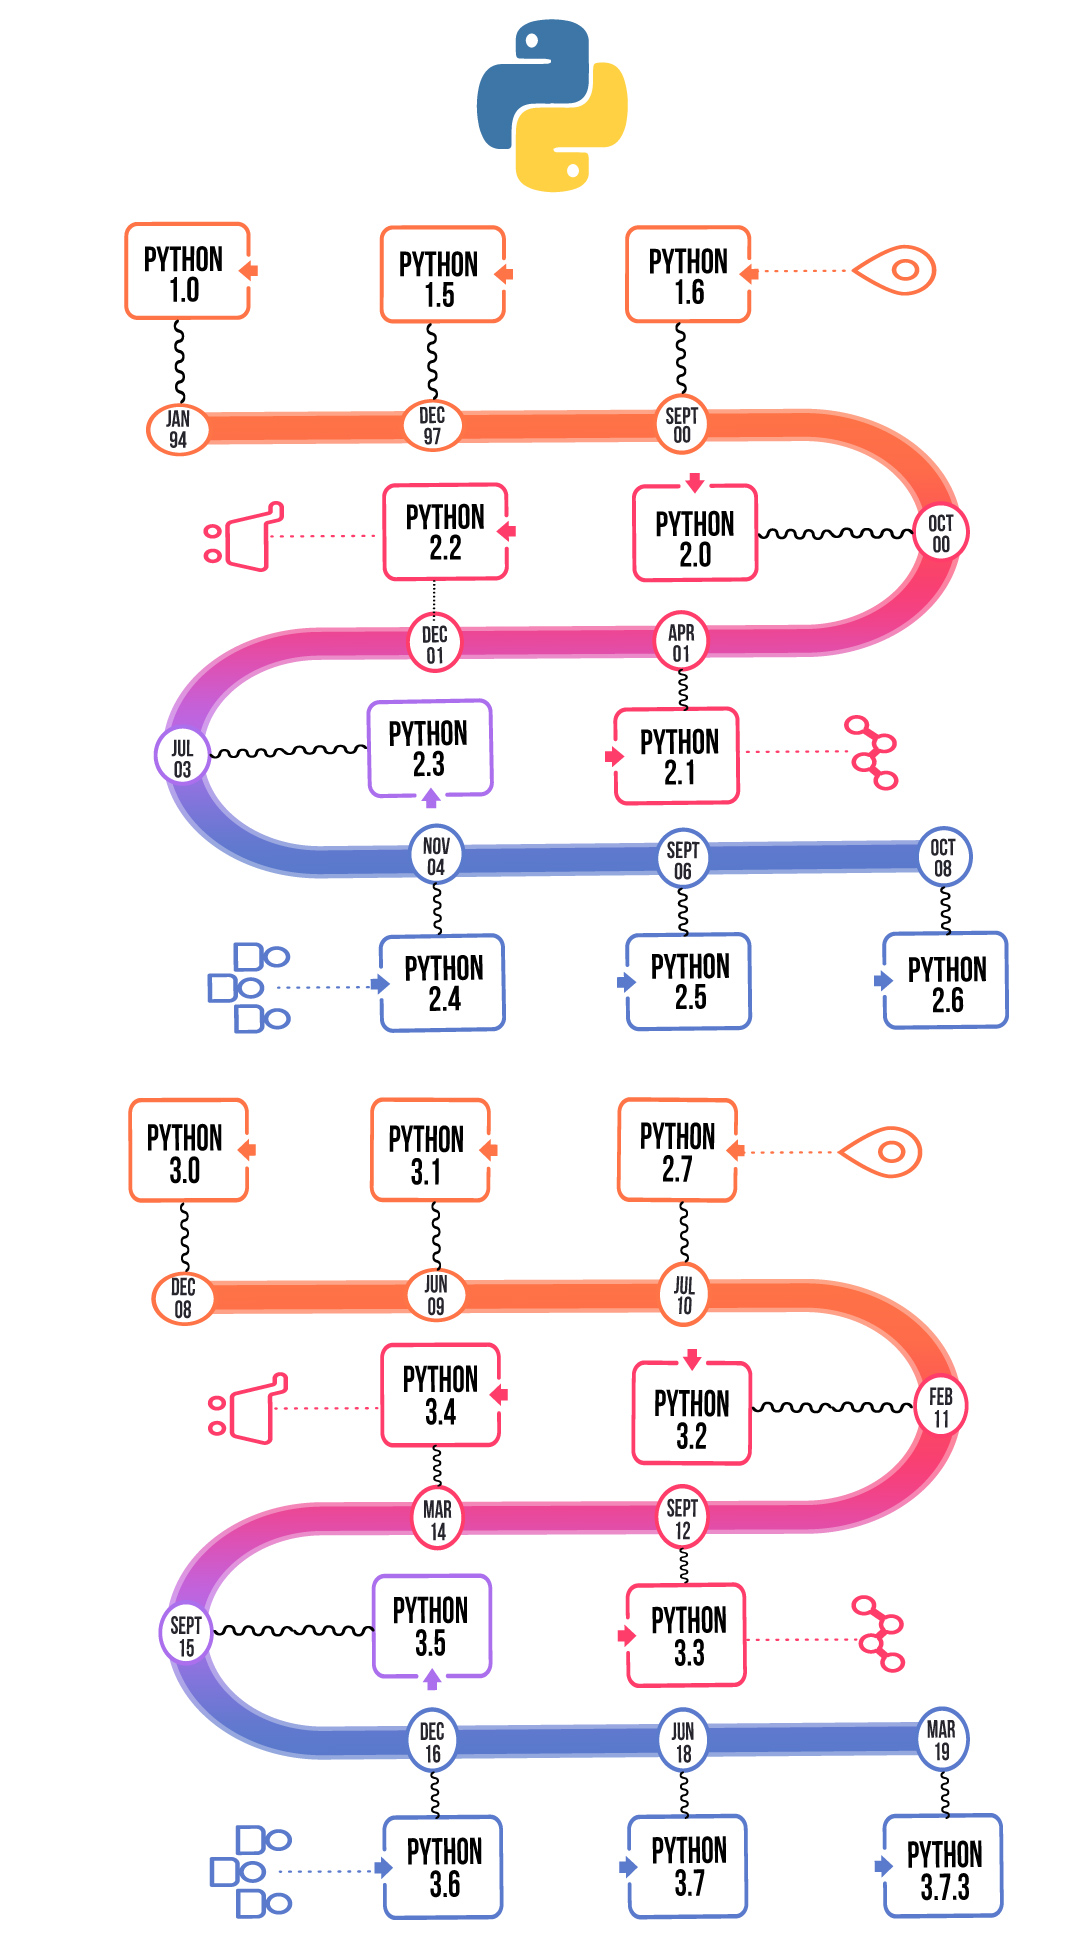 PYTHON
1.0
PYTHON
1.5
PYTHON
1.6
JAN
94
DEC
97
SEPT
00
OCT
00
PYTHON
2.2
PYTHON
2.0
DEC
01
APR
01
JUL
03
PYTHON
2.3
PYTHON
2.1
NOV
04
SEPT
06
OCT
08
PYTHON
2.4
PYTHON
2.5
PYTHON
2.6
PYTHON
3.0
PYTHON
3.1
PYTHON
2.7
DEC
08
JUN
09
JUL
10
FEB
11
PYTHON
3.4
PYTHON
3.2
MAR
14
SEPT
12
SEPT
15
PYTHON
3.5
PYTHON
3.3
DEC
16
JUN
18
MAR
19
PYTHON
3.6
PYTHON
3.7
PYTHON
3.7.3